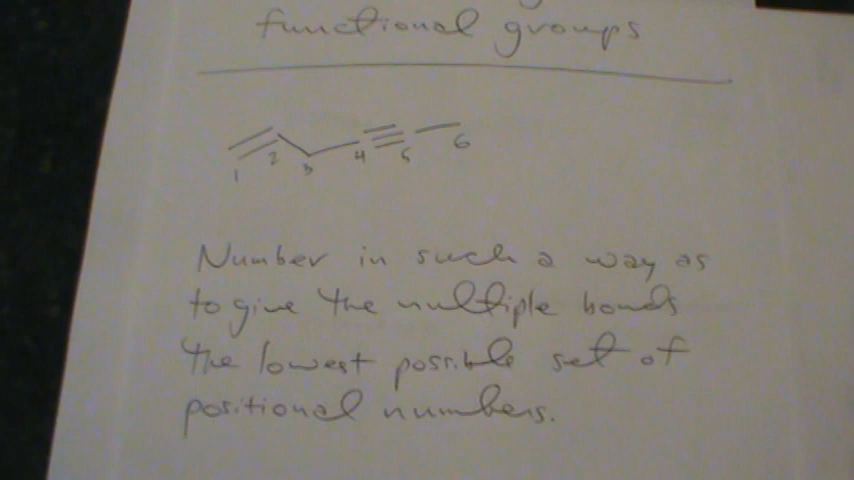 functional groups
1 2 3 4 5 6
Number in such a way as
to give the multiple bonds
the lowest possible set of
positional numbers.